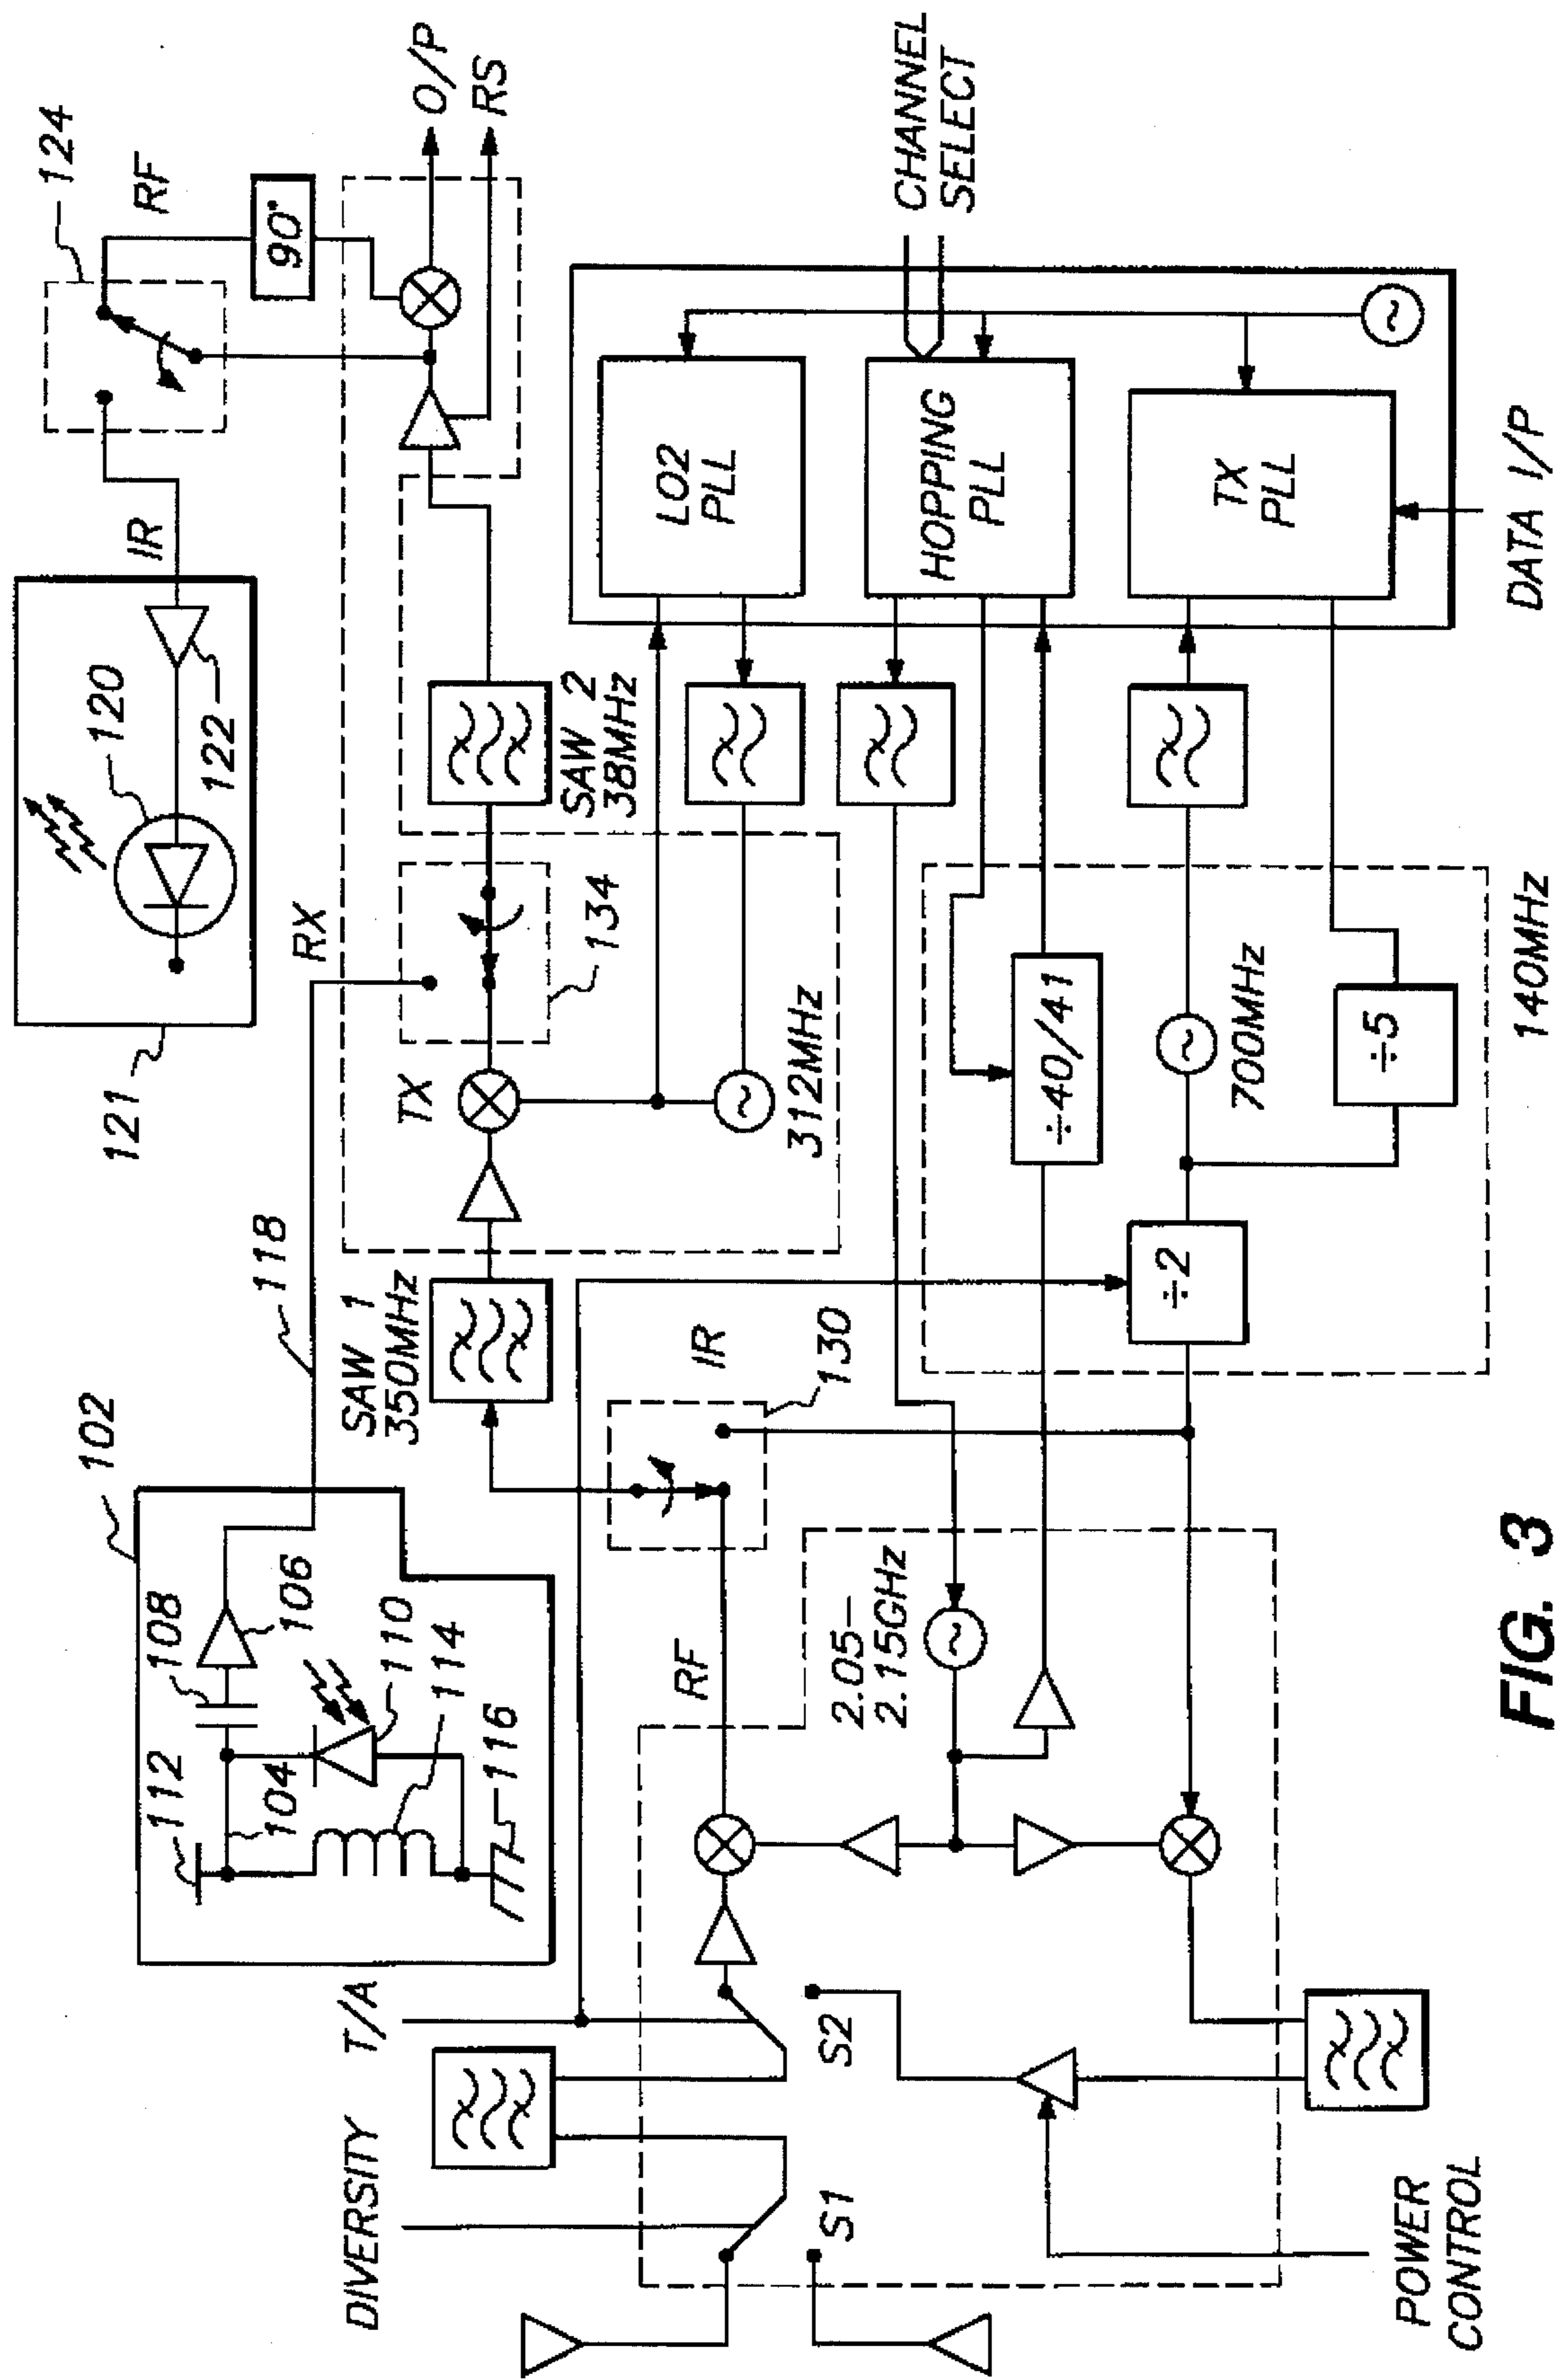 124
RF
O/P
RS
90°
CHANNEL
SELECT
IR
120
122
121
LO2
PLL
HOPPING
PLL
TX
PLL
DATA I/P
SAW 2
38MHz
RX
134
TX
312MHz
÷40/41
700MHz
÷5
140MHz
÷2
118
SAW 1
350MHz
IR
130
102
108
106
110
114
112
104
116
RF
2.05–
2.15GHz
T/A
DIVERSITY
S2
S1
POWER
CONTROL
FIG. 3